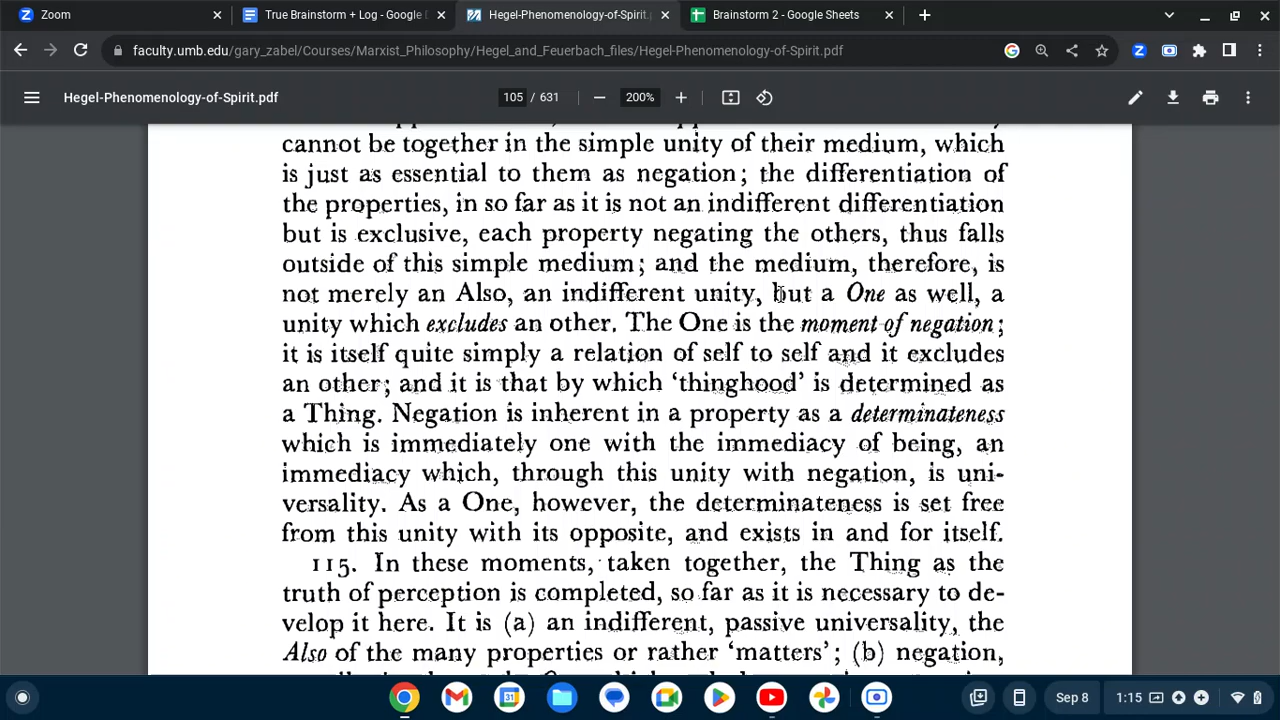 Zoom
True Brainstorm + Log - Google D
Hegel-Phenomenology-of-Spirit.
Brainstorm 2 - Google Sheets
faculty.umb.edu/gary_zabel/Courses/Marxist_Philosophy/Hegel_and_Feuerbach_files/Hegel-Phenomenology-of-Spirit.pdf
Hegel-Phenomenology-of-Spirit.pdf
105 / 631
200%
cannot be together in the simple unity of their medium, which
is just as essential to them as negation; the differentiation of
the properties, in so far as it is not an indifferent differentiation
but is exclusive, each property negating the others, thus falls
outside of this simple medium; and the medium, therefore, is
not merely an Also, an indifferent unity, but a One as well, a
unity which excludes an other. The One is the moment of negation;
it is itself quite simply a relation of self to self and it excludes
an other; and it is that by which ‘thinghood’ is determined as
a Thing. Negation is inherent in a property as a determinateness
which is immediately one with the immediacy of being, an
immediacy which, through this unity with negation, is uni-
versality. As a One, however, the determinateness is set free
from this unity with its opposite, and exists in and for itself.
115. In these moments, taken together, the Thing as the
truth of perception is completed, so far as it is necessary to de-
velop it here. It is (a) an indifferent, passive universality, the
Also of the many properties or rather ‘matters’; (b) negation,
31
Sep 8
1:15